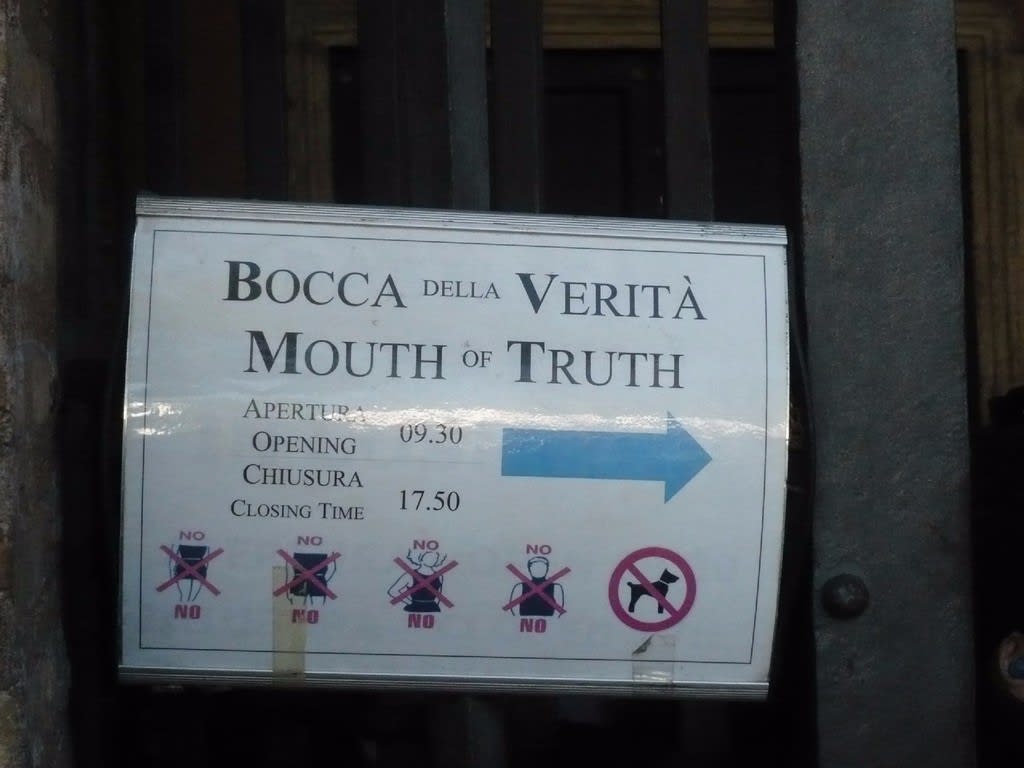 BOCCA DELLA VERITÀ
MOUTH OF TRUTH
APERTURA
OPENING 09.30
CHIUSURA
CLOSING TIME 17.50
NO NO NO NO
NO NO NO NO